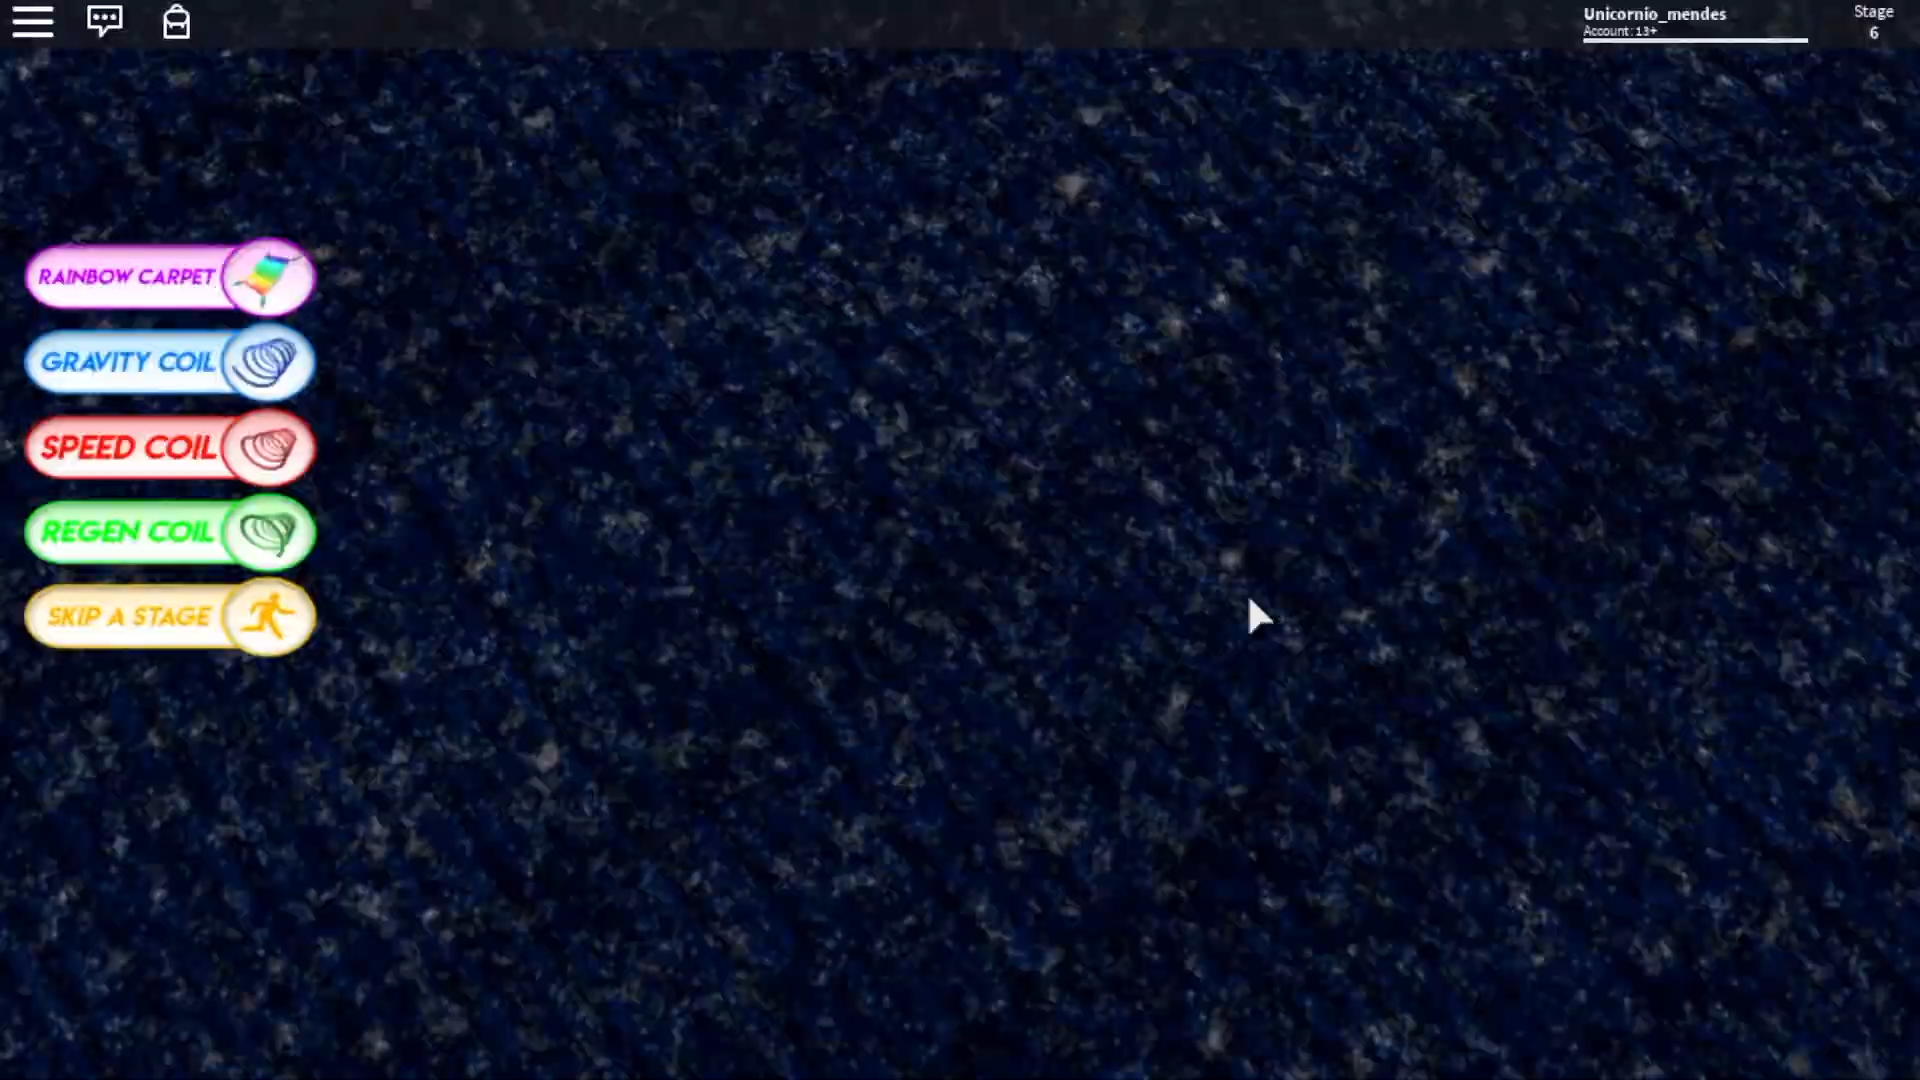 Unicornio_mendes
Account: 13+
Stage
6
RAINBOW CARPET
GRAVITY COIL
SPEED COIL
REGEN COIL
SKIP A STAGE